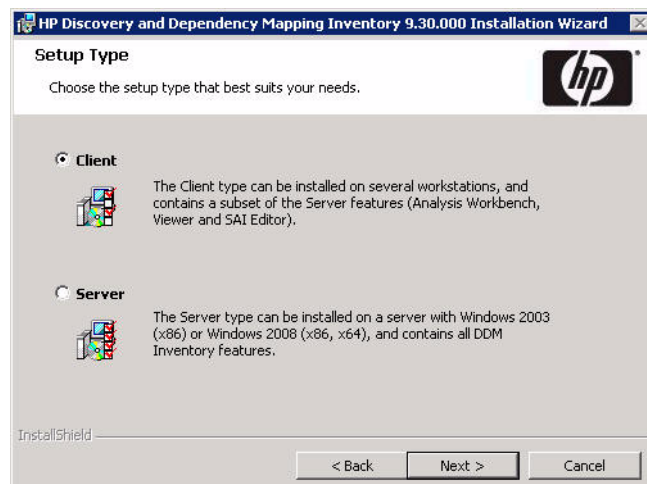 HP Discovery and Dependency Mapping Inventory 9.30.000 Installation Wizard
Setup Type
Choose the setup type that best suits your needs.
hp
Client
The Client type can be installed on several workstations, and
contains a subset of the Server features (Analysis Workbench,
Viewer and SAI Editor).
Server
The Server type can be installed on a server with Windows 2003
(x86) or Windows 2008 (x86, x64), and contains all DDM
Inventory features.
InstallShield
< Back
Next >
Cancel